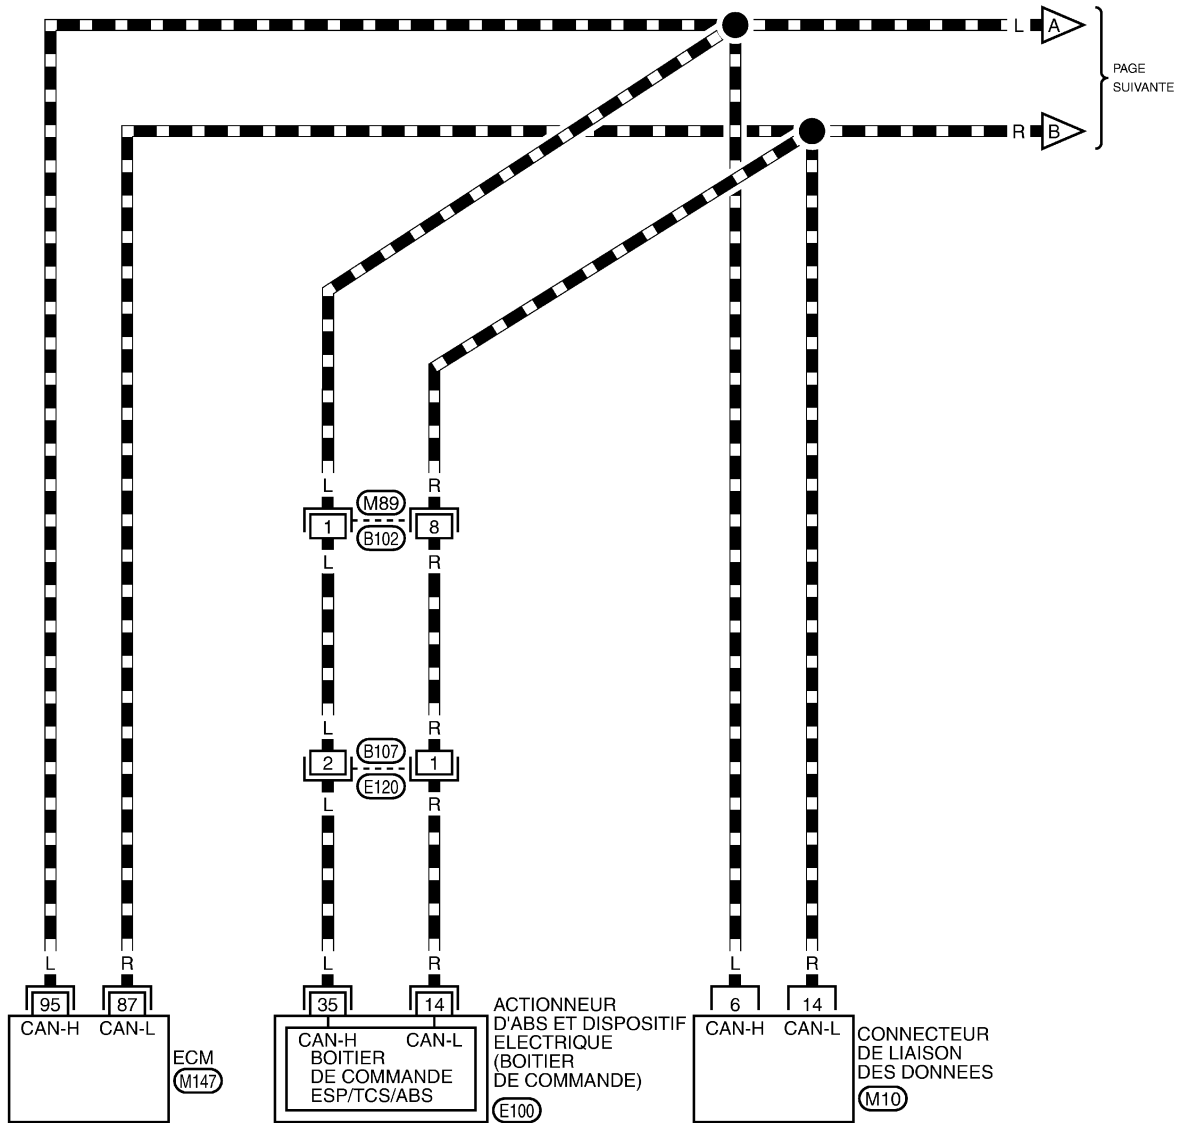 L A
PAGE
SUIVANTE
R B
L R
M89
1 8
B102
L R
L R
B107
2 1
E120
L R
L R L R L R
95 87 35 14 6 14
CAN-H CAN-L
ECM
M147
CAN-H CAN-L
BOITIER
DE COMMANDE
ESP/TCS/ABS
ACTIONNEUR
D'ABS ET DISPOSITIF
ELECTRIQUE
(BOITIER
DE COMMANDE)
E100
CAN-H CAN-L
CONNECTEUR
DE LIAISON
DES DONNEES
M10